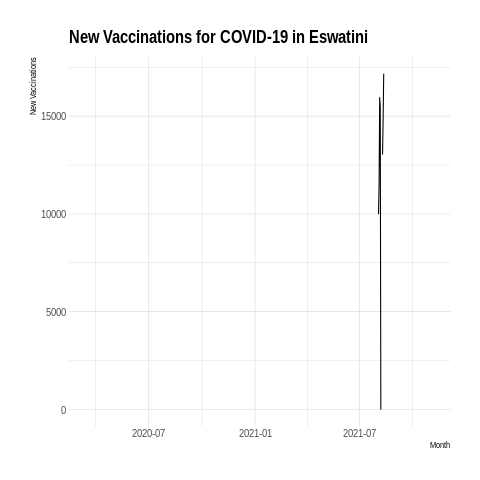 New Vaccinations for COVID-19 in Eswatini
New Vaccinations
15000
10000
5000
0
2020-07
2021-01
2021-07
Month